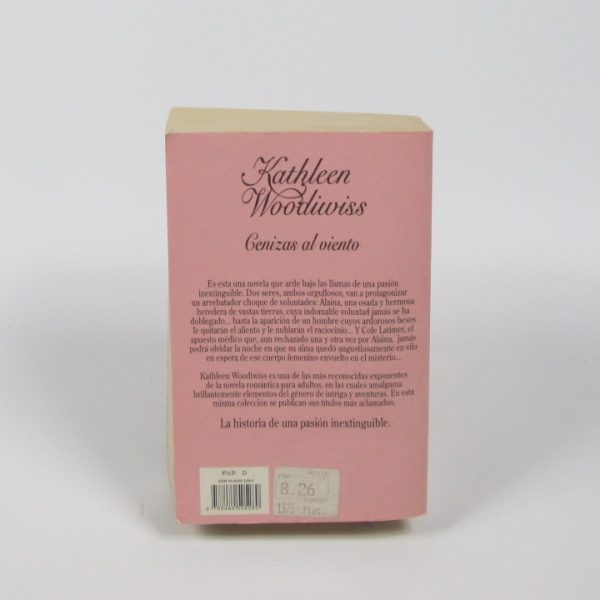 Kathleen
Woodiwiss
Cenizas al viento
Es esta una novela que arde bajo las llamas de una pasión
inextinguible. Dos seres, ambos orgullosos, van a protagonizar
un arrebatador choque de voluntades: Alaina, una osada y hermosa
heredera de vastas tierras, cuya indomable voluntad jamás se ha
doblegado... hasta la aparición de un hombre cuyos ardorosos besos
le quitarán el aliento y le nublarán el raciocinio... Y Cole Latimer, el
apuesto médico que, aun rechazado una y otra vez por Alaina, jamás
podrá olvidar la noche en que su alma quedó angustiosamente en vilo
en espera de ese cuerpo femenino envuelto en el misterio...
Kathleen Woodiwiss es una de las más reconocidas exponentes
de la novela romántica para adultos, en las cuales amalgama
brillantemente elementos del género de intriga y aventuras. En esta
misma colección se publican sus títulos más aclamados.
La historia de una pasión inextinguible.
P.V.P. O
8.26
1375 Ptas.